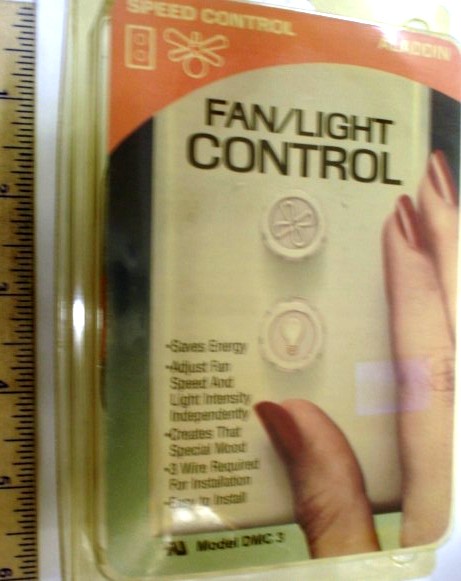 SPEED CONTROL
FAN/LIGHT
CONTROL
•Saves Energy
•Adjust Fan
Speed And
Light Intensity
Independently
•Creates That
Special Mood
•3 Wire Required
For Installation
•Easy to Install
Model DMC 3